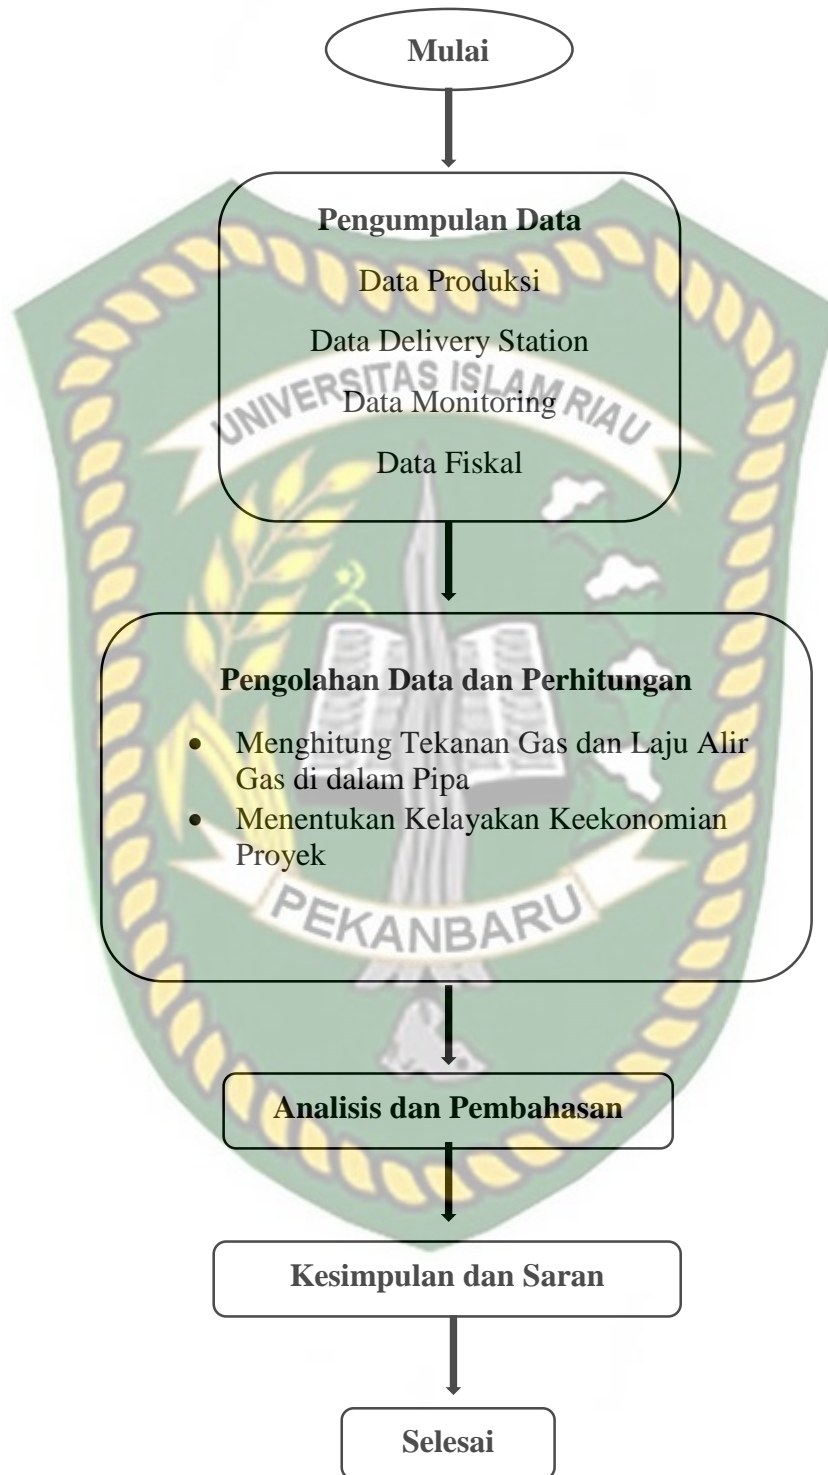 Mulai
Pengumpulan Data
Data Produksi
Data Delivery Station
UNIVERSITAS ISLAM RIAU
Data Monitoring
Data Fiskal
Pengolahan Data dan Perhitungan
• Menghitung Tekanan Gas dan Laju Alir
Gas di dalam Pipa
• Menentukan Kelayakan Keekonomian
Proyek
PEKANBARU
Analisis dan Pembahasan
Kesimpulan dan Saran
Selesai